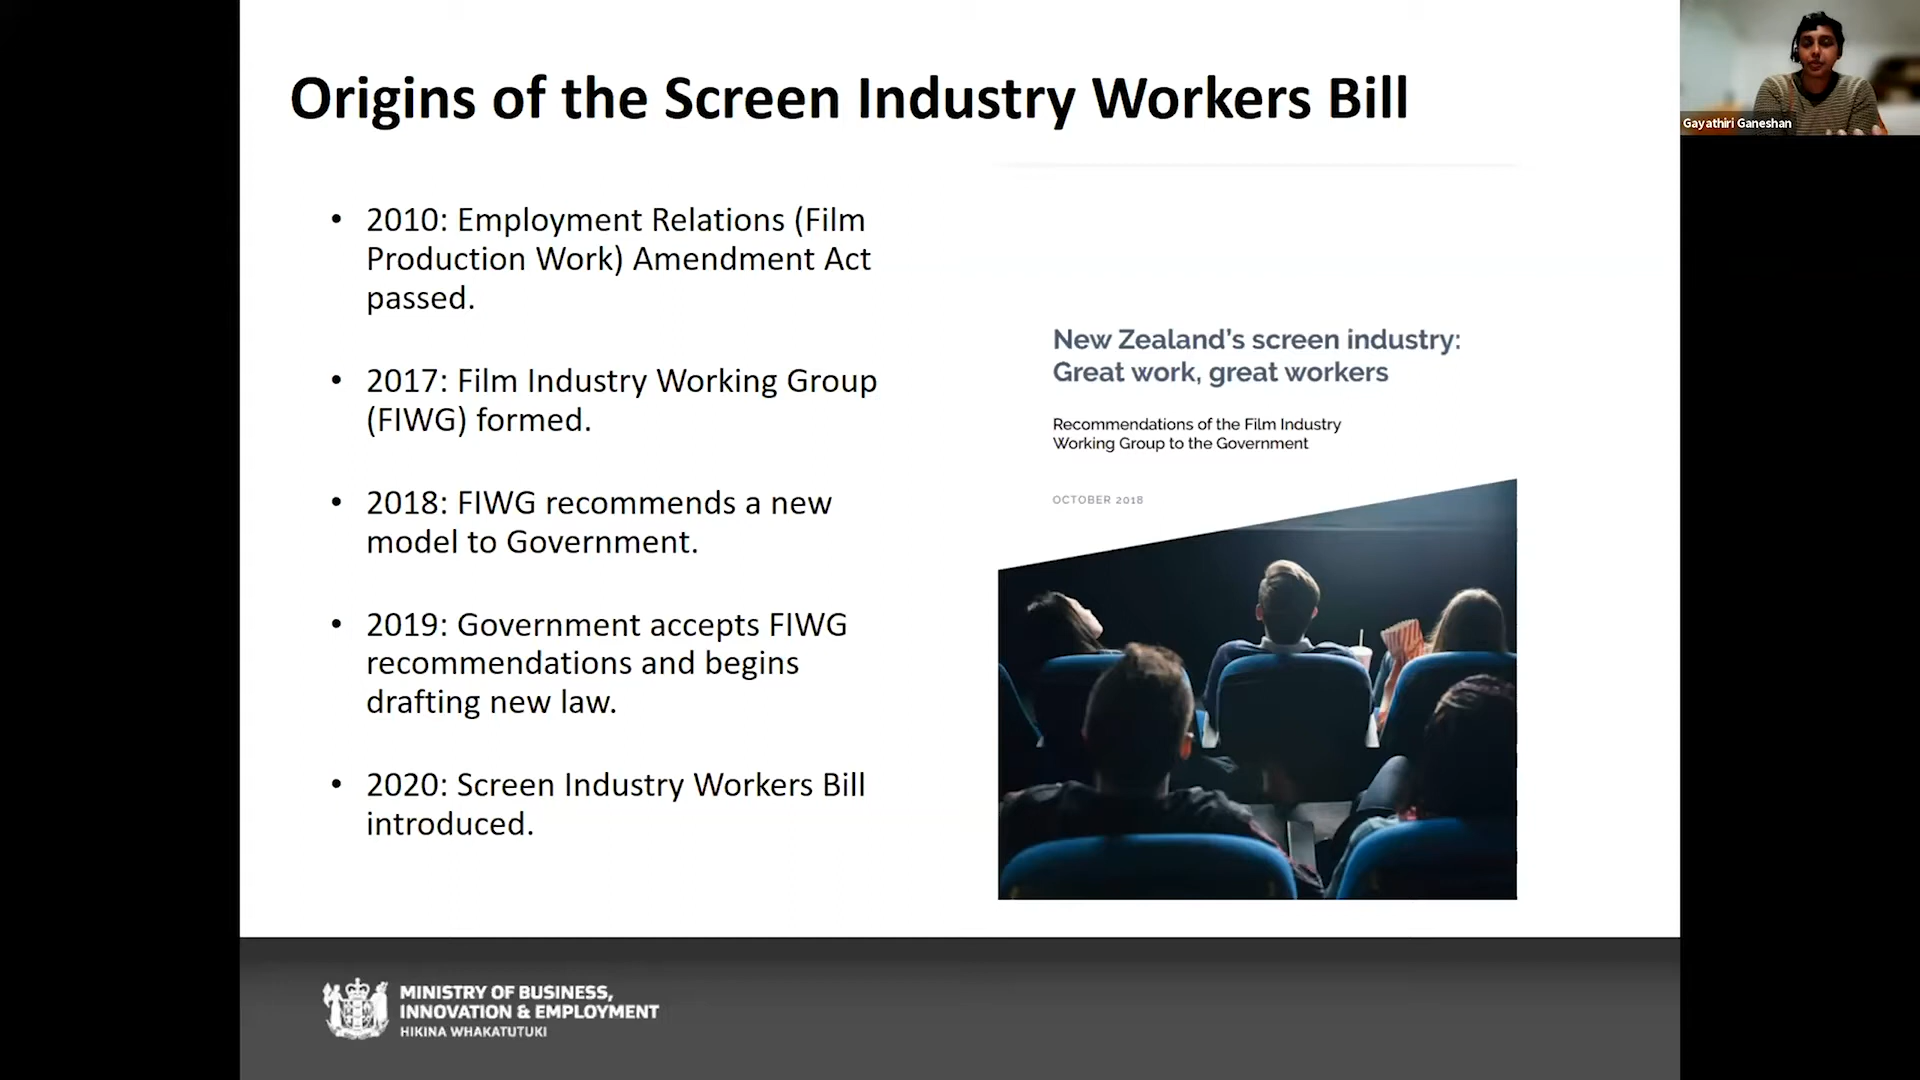 Origins of the Screen Industry Workers Bill
Gayathiri Ganeshan
• 2010: Employment Relations (Film
Production Work) Amendment Act
passed.
• 2017: Film Industry Working Group
(FIWG) formed.
• 2018: FIWG recommends a new
model to Government.
• 2019: Government accepts FIWG
recommendations and begins
drafting new law.
• 2020: Screen Industry Workers Bill
introduced.
New Zealand’s screen industry:
Great work, great workers
Recommendations of the Film Industry
Working Group to the Government
OCTOBER 2018
MINISTRY OF BUSINESS,
INNOVATION & EMPLOYMENT
HIKINA WHAKATUTUKI